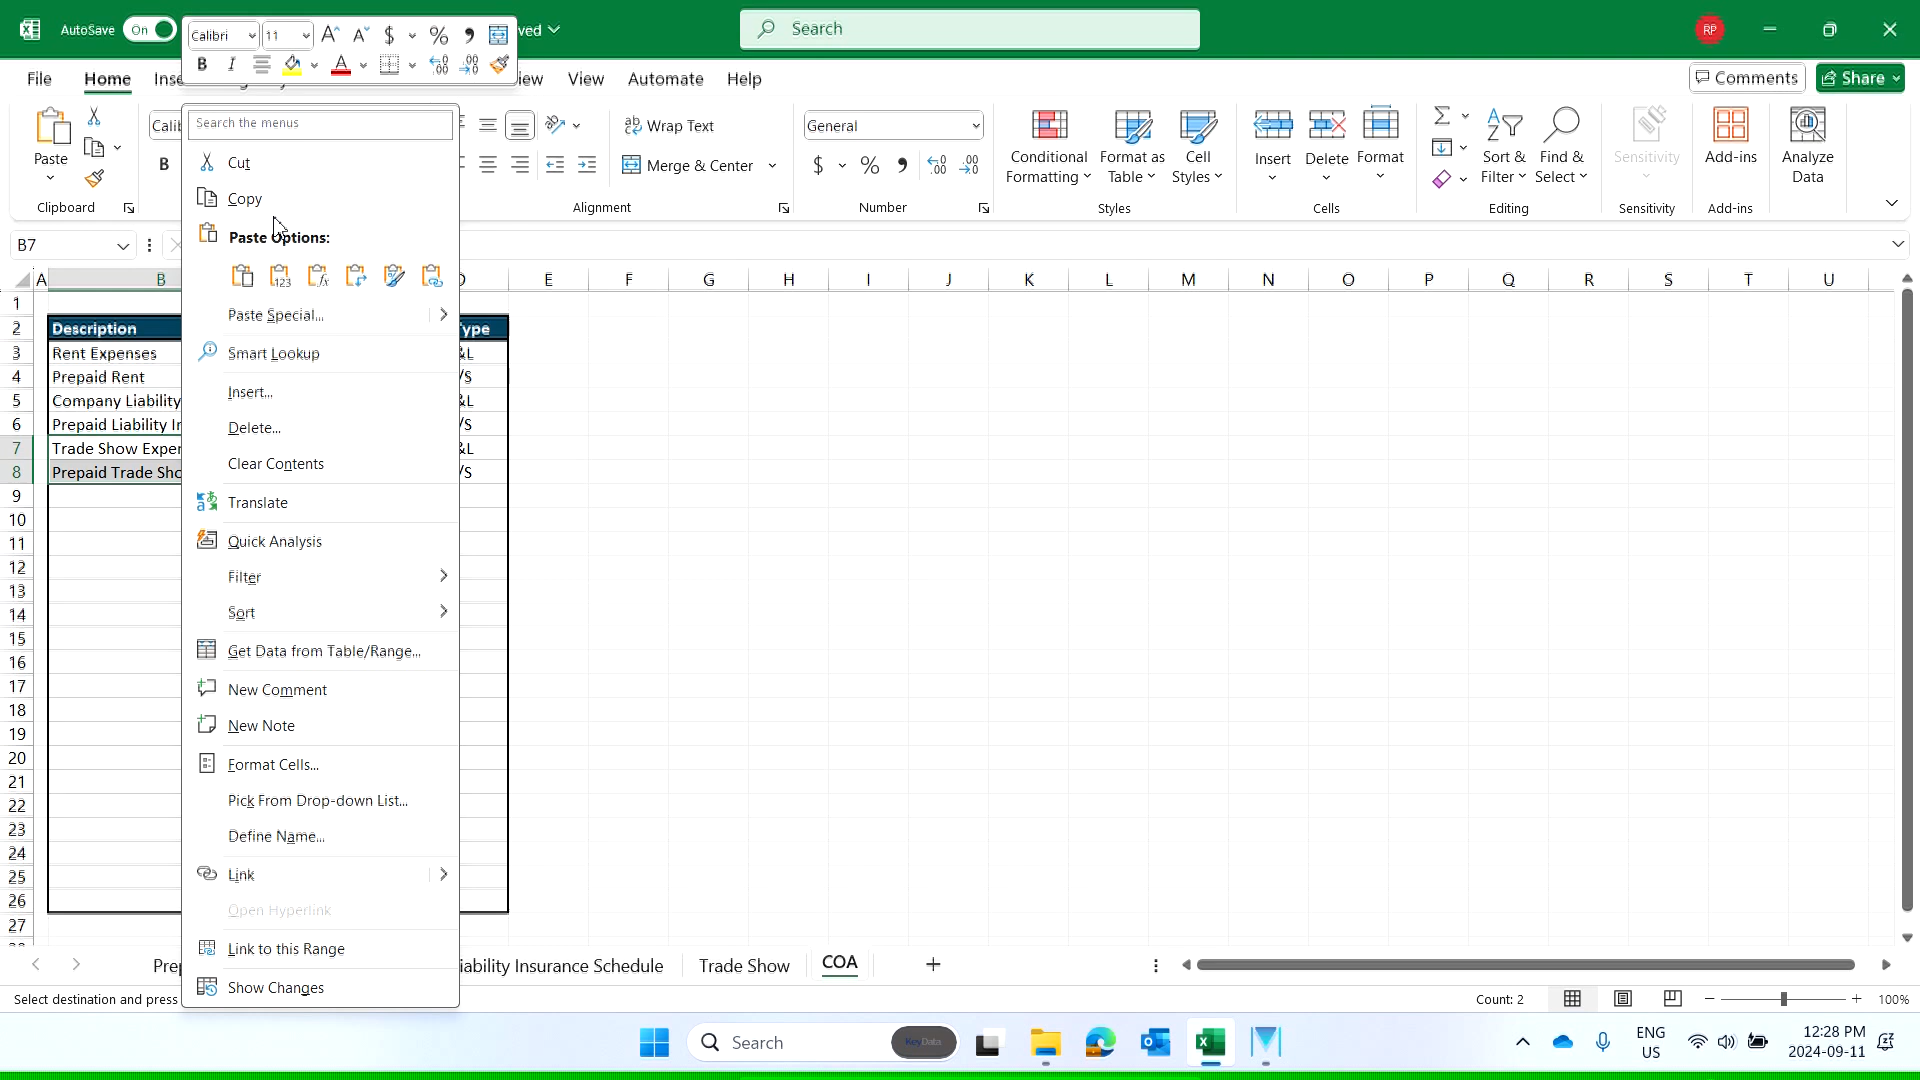 AutoSave On ved
Calibri 11
RP
File Home Inse ew View Automate Help
Comments Share
Paste
Clipboard
Calib
B
Wrap Text
Merge & Center
Alignment
General
Number
Conditional Formatting
Format as Table
Cell Styles
Styles
Insert
Delete
Format
Cells
Sort & Filter
Find & Select
Editing
Sensitivity
Sensitivity
Add-ins
Add-ins
Analyze Data
Search
B7
Search the menus
Cut
Copy
Paste Options:
Paste Special...
Smart Lookup
Insert...
Delete...
Clear Contents
Translate
Quick Analysis
Filter
Sort
Get Data from Table/Range...
New Comment
New Note
Format Cells...
Pick From Drop-down List...
Define Name...
Link
Open Hyperlink
Link to this Range
Show Changes
A B D E F G H I J K L M N O P Q R S T U
1
2 Description Type
3 Rent Expenses &L
4 Prepaid Rent /S
5 Company Liability &L
6 Prepaid Liability In /S
7 Trade Show Exper &L
8 Prepaid Trade Sho /S
9
10
11
12
13
14
15
16
17
18
19
20
21
22
23
24
25
26
27
Prep iability Insurance Schedule Trade Show COA
Select destination and press
Count: 2
100%
Search
KeyData
ENG
US
12:28 PM
2024-09-11